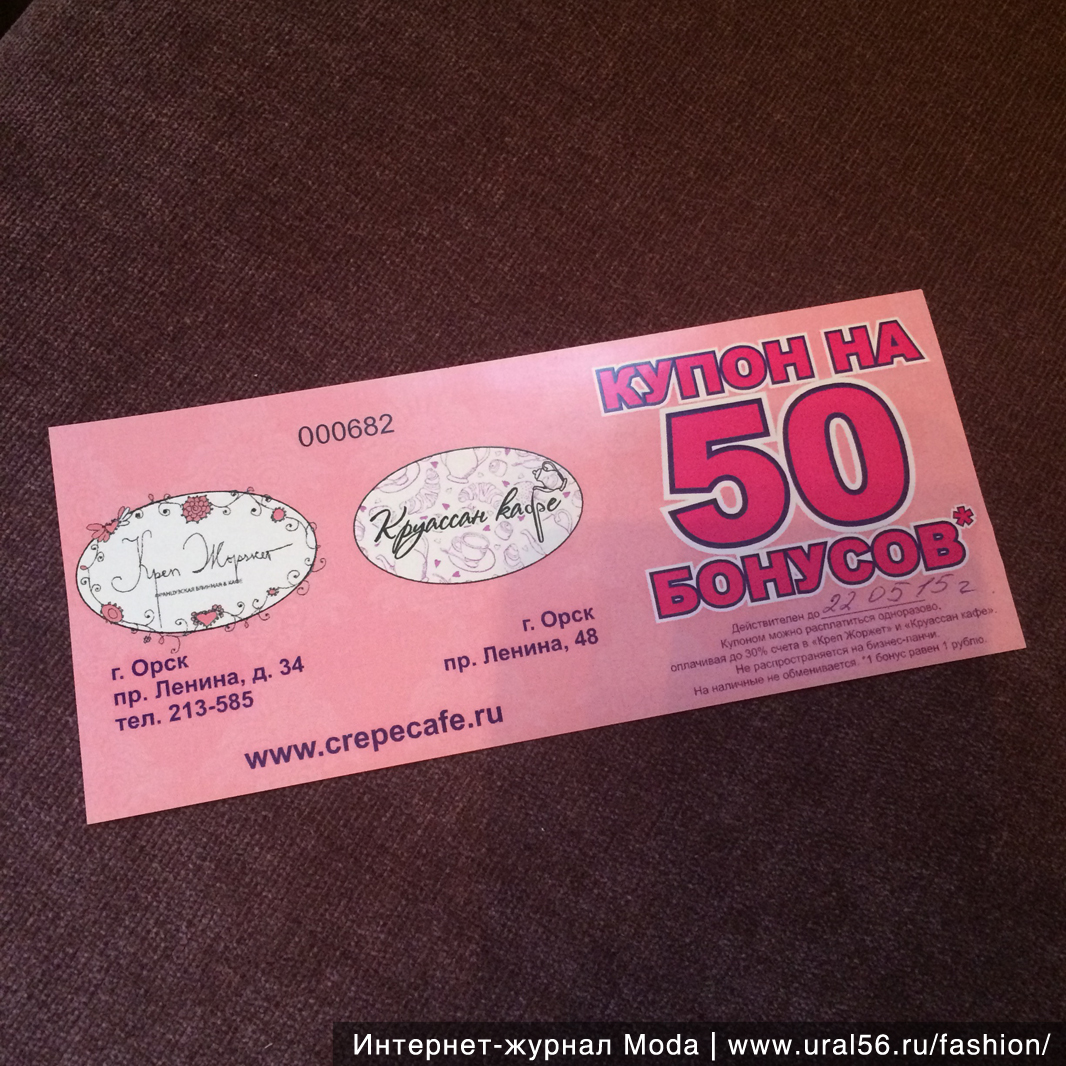 000682
Креп Жоржет
ФРАНЦУЗСКАЯ БЛИННАЯ & КАФЕ
г. Орск
пр. Ленина, д. 34
тел. 213-585
Круассан кафе
г. Орск
пр. Ленина, 48
www.crepecafe.ru
КУПОН НА
50
БОНУСОВ*
Действителен до 22 05 15 г.
Купоном можно расплатиться одноразово,
оплачивая до 30% счета в «Креп Жоржет» и «Круассан кафе».
Не распространяется на бизнес-ланчи.
На наличные не обменивается. *1 бонус равен 1 рублю.
Интернет-журнал Moda | www.ural56.ru/fashion/